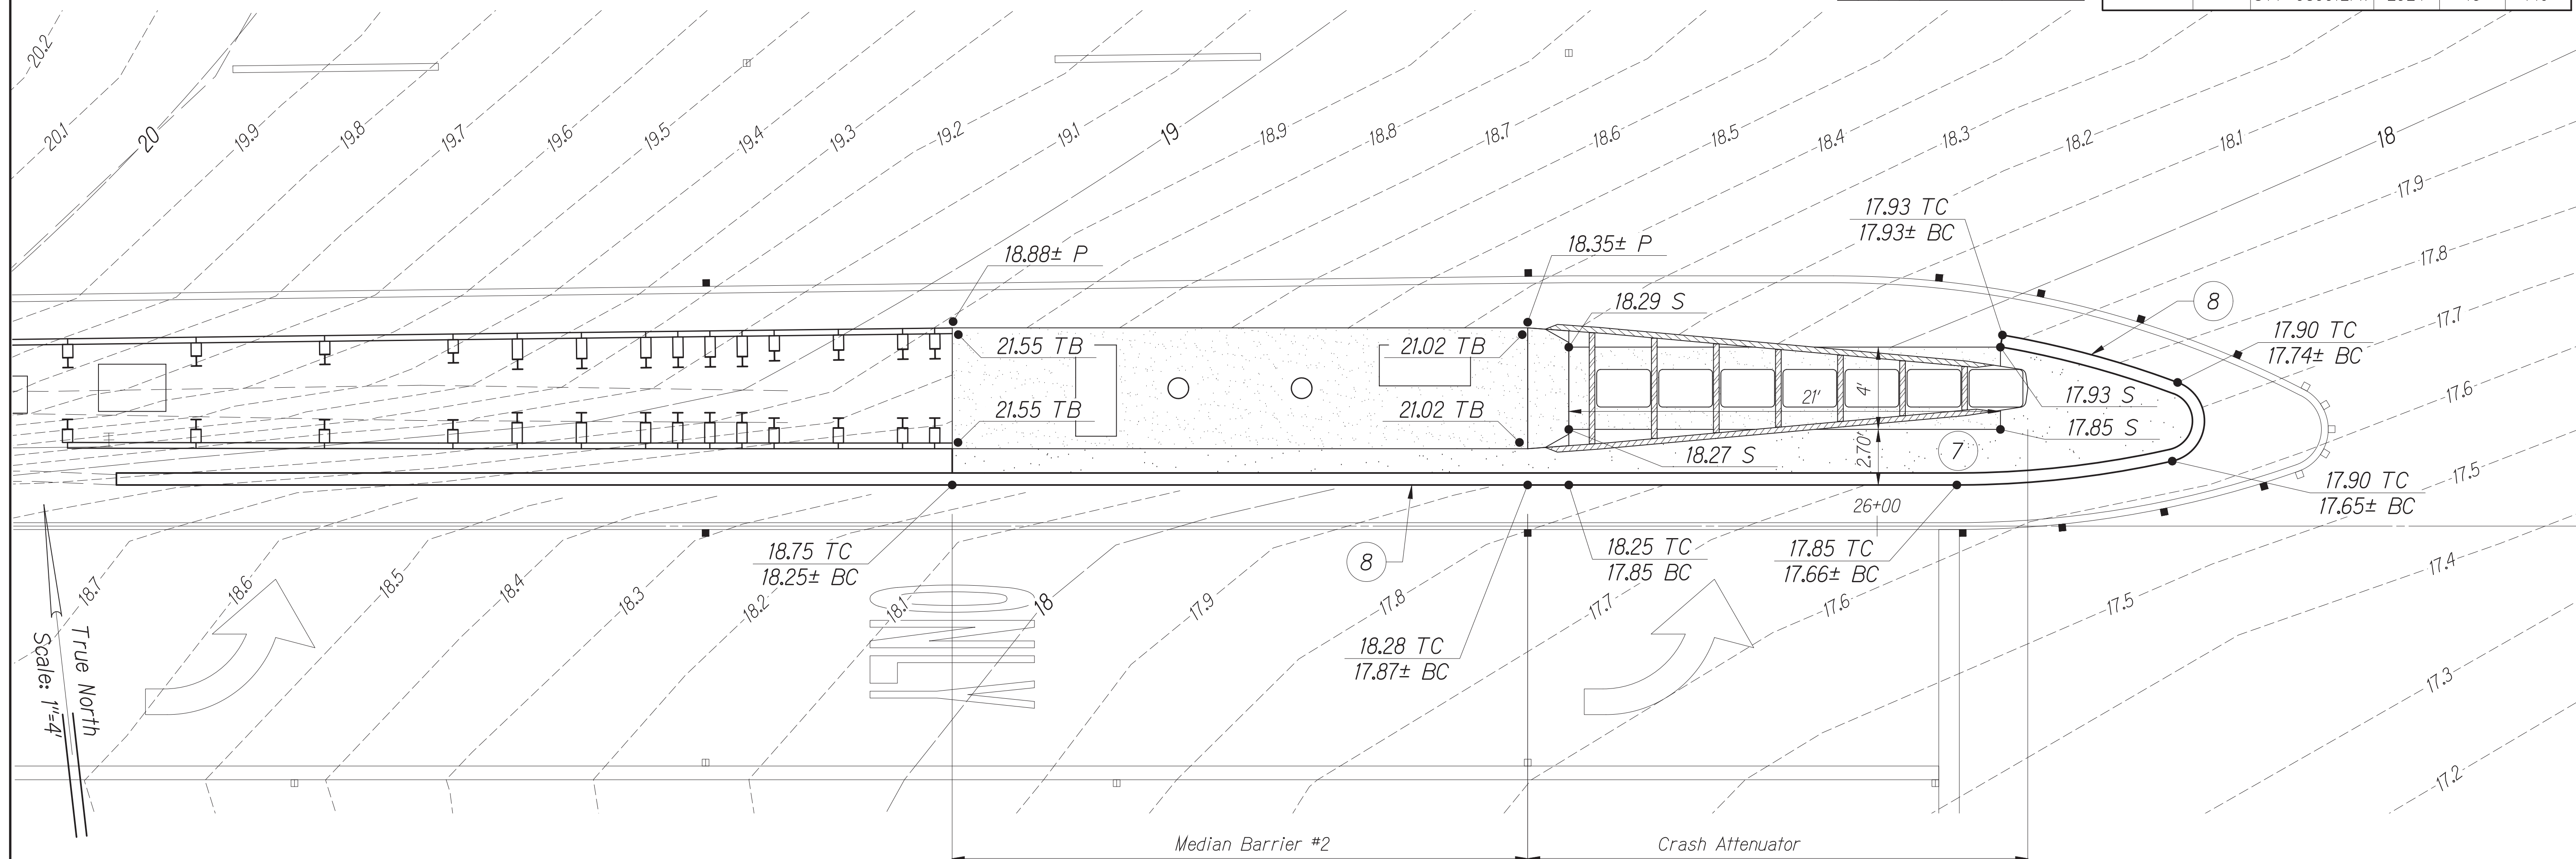 2024
20.2
20.1
20
19.9
19.8
19.7
19.6
19.5
19.4
19.3
19.2
19.1
19
18.9
18.8
18.7
18.6
18.5
18.4
18.3
18.2
18.1
18
17.9
17.8
17.7
17.6
17.5
17.4
17.3
17.2
18.88± P
18.35± P
17.93 TC
17.93± BC
18.29 S
8
17.90 TC
17.74± BC
21.55 TB
21.02 TB
21'
4'
17.93 S
21.55 TB
21.02 TB
17.85 S
18.27 S
2.70'
7
17.90 TC
17.65± BC
26+00
18.75 TC
18.25± BC
8
18.25 TC
17.85 BC
17.85 TC
17.66± BC
18.28 TC
17.87± BC
18.7
18.6
18.5
18.4
18.3
18.2
18.1
18
17.9
17.8
17.7
17.6
17.5
ONLY
True North
Scale: 1"=4'
Median Barrier #2
Crash Attenuator